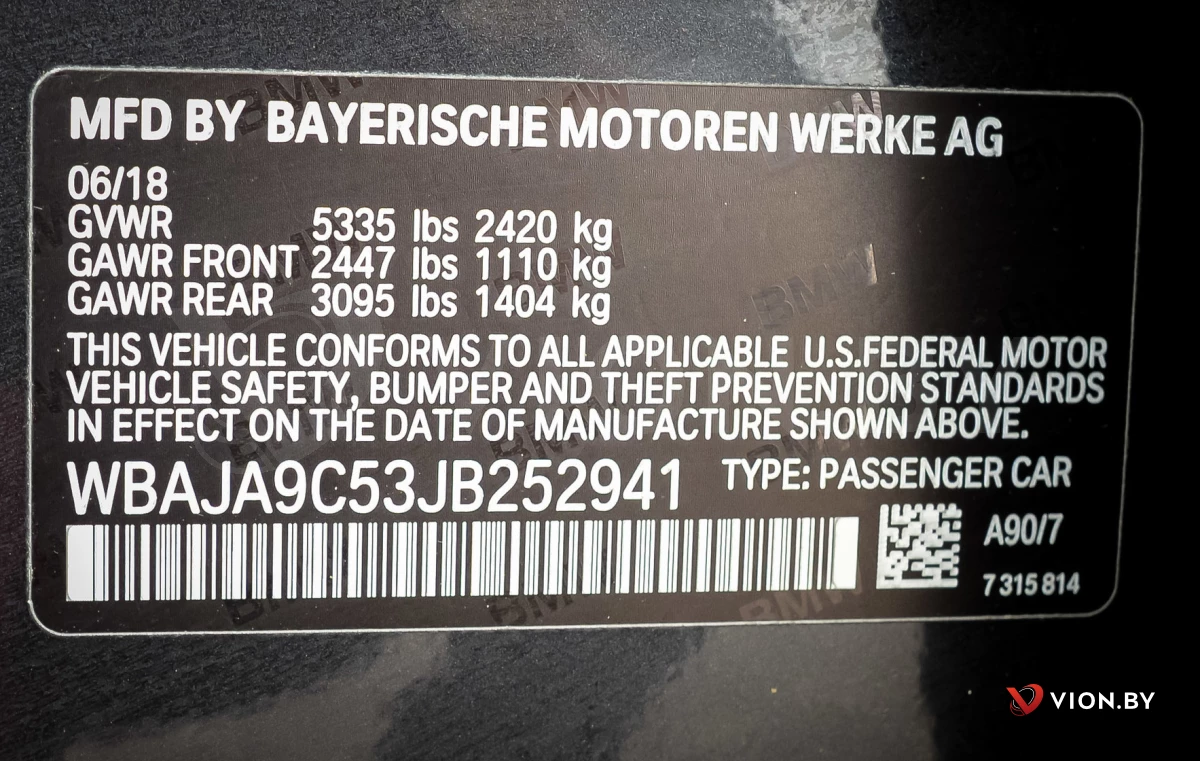 MFD BY BAYERISCHE MOTOREN WERKE AG
06/18
GVWR 5335 lbs 2420 kg
GAWR FRONT 2447 lbs 1110 kg
GAWR REAR 3095 lbs 1404 kg
THIS VEHICLE CONFORMS TO ALL APPLICABLE U.S.FEDERAL MOTOR
VEHICLE SAFETY, BUMPER AND THEFT PREVENTION STANDARDS
IN EFFECT ON THE DATE OF MANUFACTURE SHOWN ABOVE.
WBAJA9C53JB252941 TYPE: PASSENGER CAR
A90/7
7 315 814
VION.BY